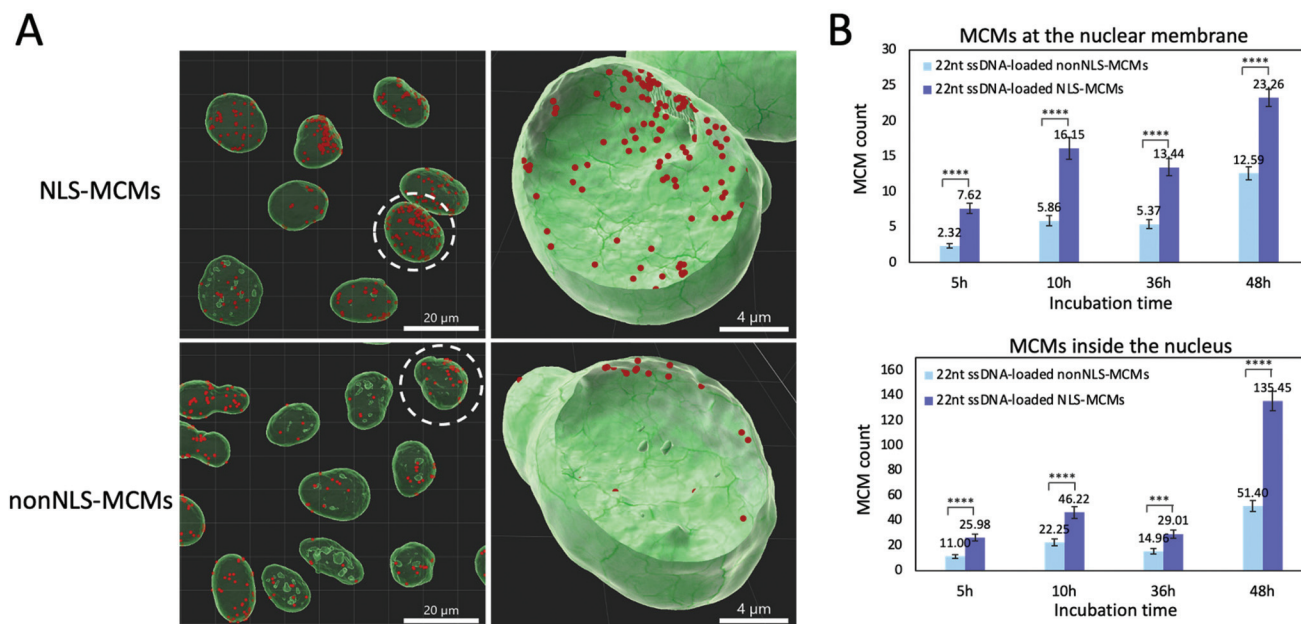 A
NLS-MCMs
20 µm
4 µm
nonNLS-MCMs
20 µm
4 µm
B
MCMs at the nuclear membrane
22nt ssDNA-loaded nonNLS-MCMs
22nt ssDNA-loaded NLS-MCMs
MCM count
30
25
20
15
10
5
0
**** **** **** ****
2.32 7.62 5.86 16.15 5.37 13.44 12.59 23.26
5h 10h 36h 48h
Incubation time
MCMs inside the nucleus
22nt ssDNA-loaded nonNLS-MCMs
22nt ssDNA-loaded NLS-MCMs
MCM count
160
140
120
100
80
60
40
20
0
**** **** *** ****
11.00 25.98 22.25 46.22 14.96 29.01 51.40 135.45
5h 10h 36h 48h
Incubation time